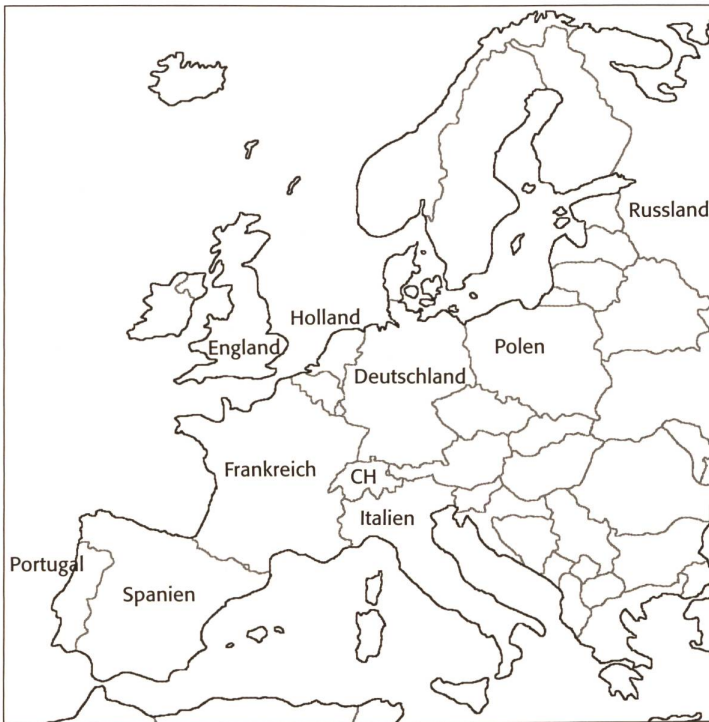 Russland
Holland
England
Polen
Deutschland
Frankreich
CH
Italien
Portugal
Spanien